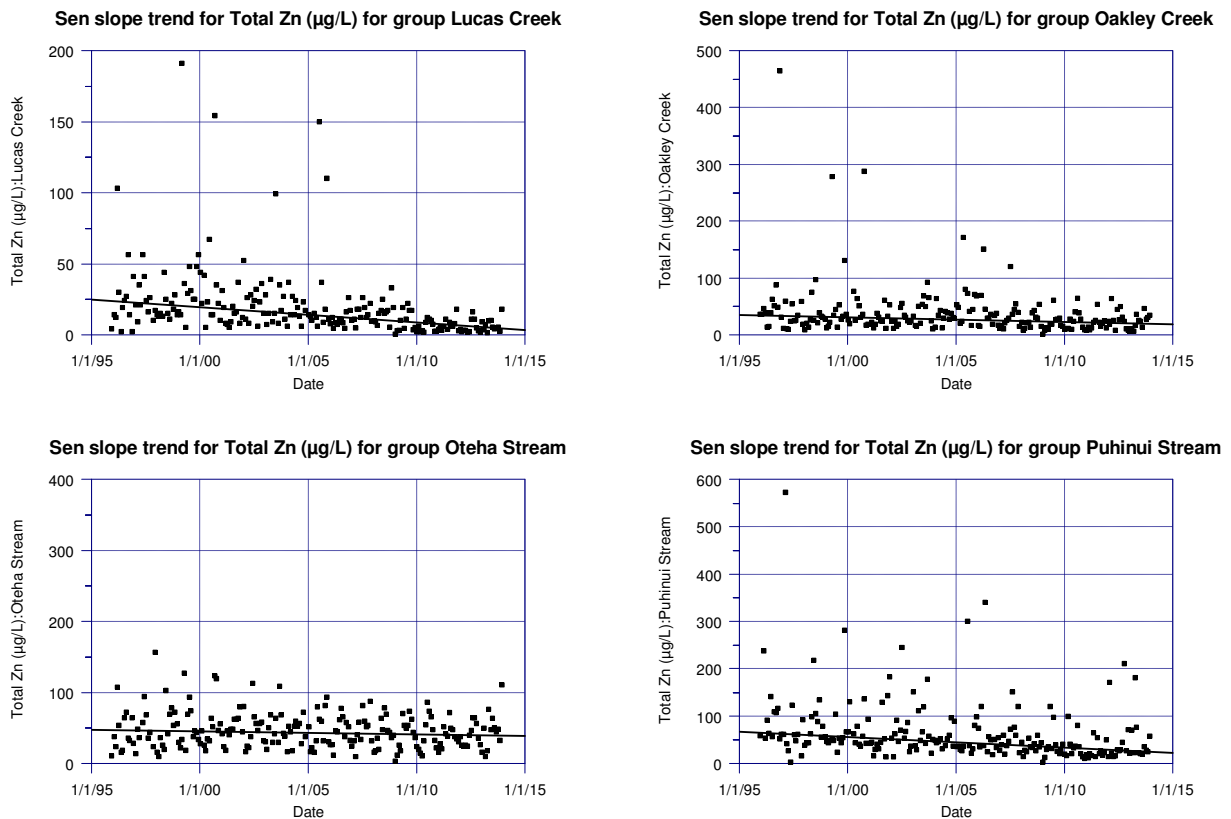 Sen slope trend for Total Zn (µg/L) for group Lucas Creek
200
150
100
50
0
Total Zn (µg/L):Lucas Creek
1/1/95 1/1/00 1/1/05 1/1/10 1/1/15
Date
Sen slope trend for Total Zn (µg/L) for group Oakley Creek
500
400
300
200
100
0
Total Zn (µg/L):Oakley Creek
1/1/95 1/1/00 1/1/05 1/1/10 1/1/15
Date
Sen slope trend for Total Zn (µg/L) for group Oteha Stream
400
300
200
100
0
Total Zn (µg/L):Oteha Stream
1/1/95 1/1/00 1/1/05 1/1/10 1/1/15
Date
Sen slope trend for Total Zn (µg/L) for group Puhinui Stream
600
500
400
300
200
100
0
Total Zn (µg/L):Puhinui Stream
1/1/95 1/1/00 1/1/05 1/1/10 1/1/15
Date